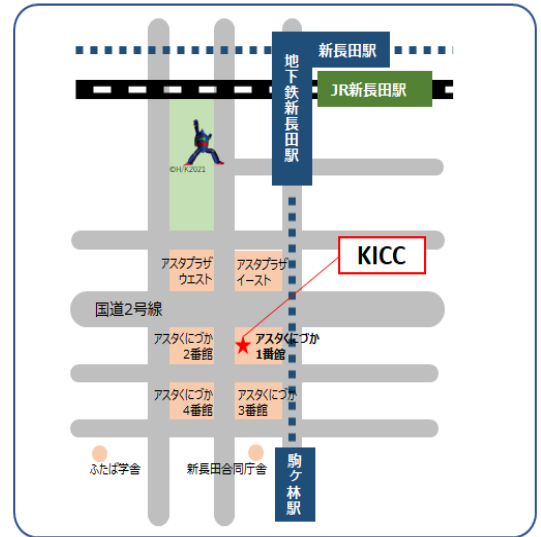 新長田駅
JR新長田駅
地下鉄新長田駅
©H/K2021
KICC
アスタプラザ
ウエスト
アスタプラザ
イースト
国道2号線
アスタくにづか
2番館
アスタくにづか
1番館
アスタくにづか
4番館
アスタくにづか
3番館
ふたば学舎
新長田合同庁舎
駒ケ林駅